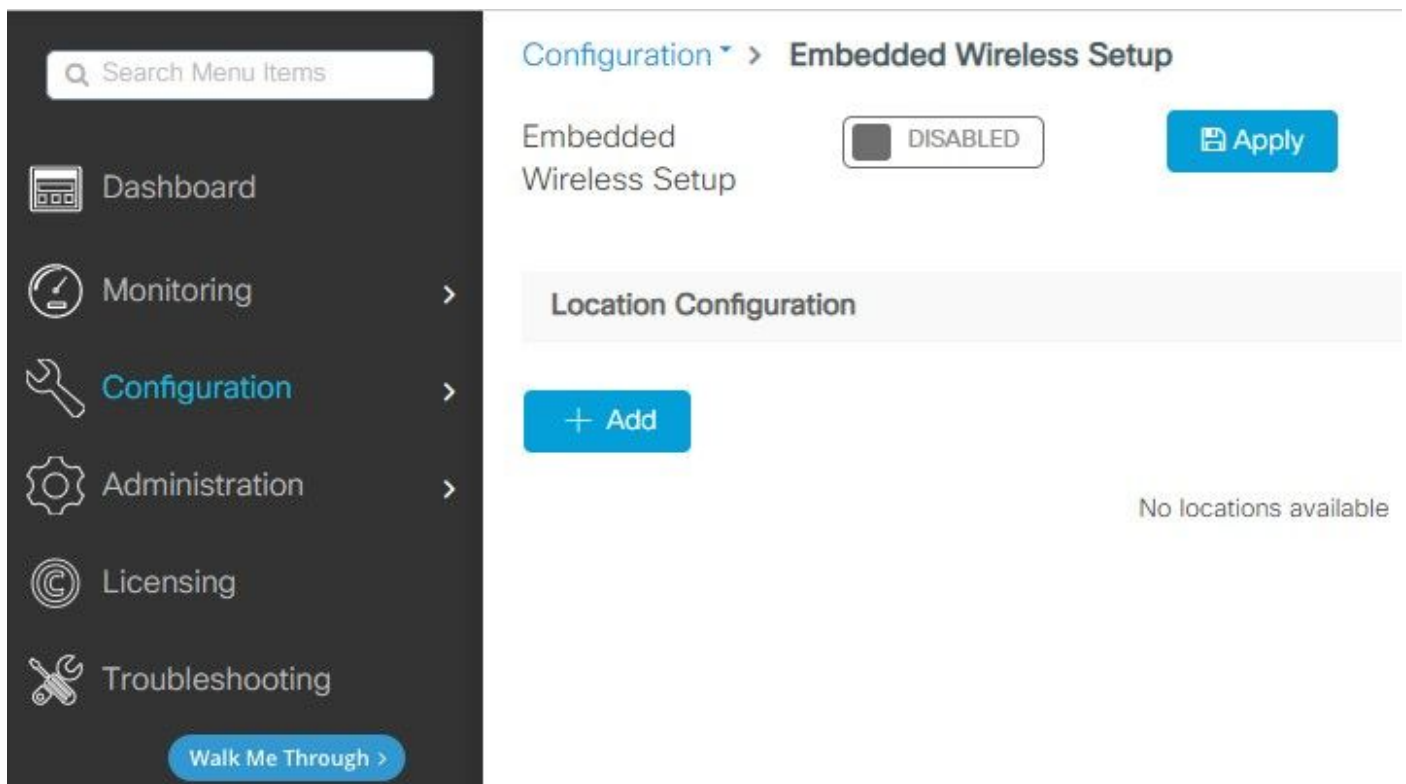 Search Menu Items
Dashboard
Monitoring
Configuration
Administration
Licensing
Troubleshooting
Walk Me Through >
Configuration > Embedded Wireless Setup
Embedded
Wireless Setup
DISABLED
Apply
Location Configuration
+ Add
No locations available